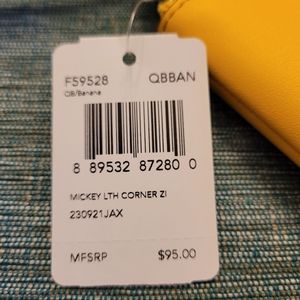 F59528 QBBAN
QB/Banana
8 89532 87280 0
MICKEY LTH CORNER ZI
230921JAX
MFSRP $95.00